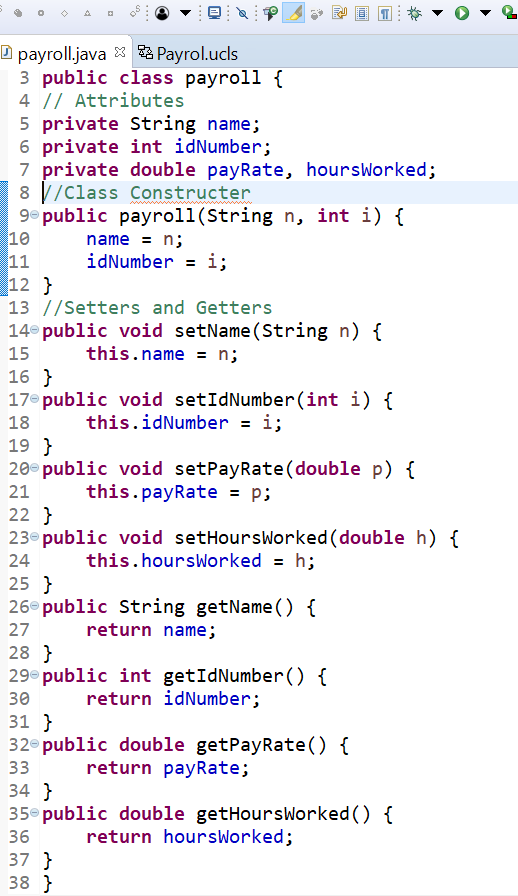 payroll.java Payrol.ucls
3 public class payroll {
4 // Attributes
5 private String name;
6 private int idNumber;
7 private double payRate, hoursWorked;
8 //Class Constructer
9 public payroll(String n, int i) {
10     name = n;
11     idNumber = i;
12 }
13 //Setters and Getters
14 public void setName(String n) {
15     this.name = n;
16 }
17 public void setIdNumber(int i) {
18     this.idNumber = i;
19 }
20 public void setPayRate(double p) {
21     this.payRate = p;
22 }
23 public void setHoursWorked(double h) {
24     this.hoursWorked = h;
25 }
26 public String getName() {
27     return name;
28 }
29 public int getIdNumber() {
30     return idNumber;
31 }
32 public double getPayRate() {
33     return payRate;
34 }
35 public double getHoursWorked() {
36     return hoursWorked;
37 }
38 }